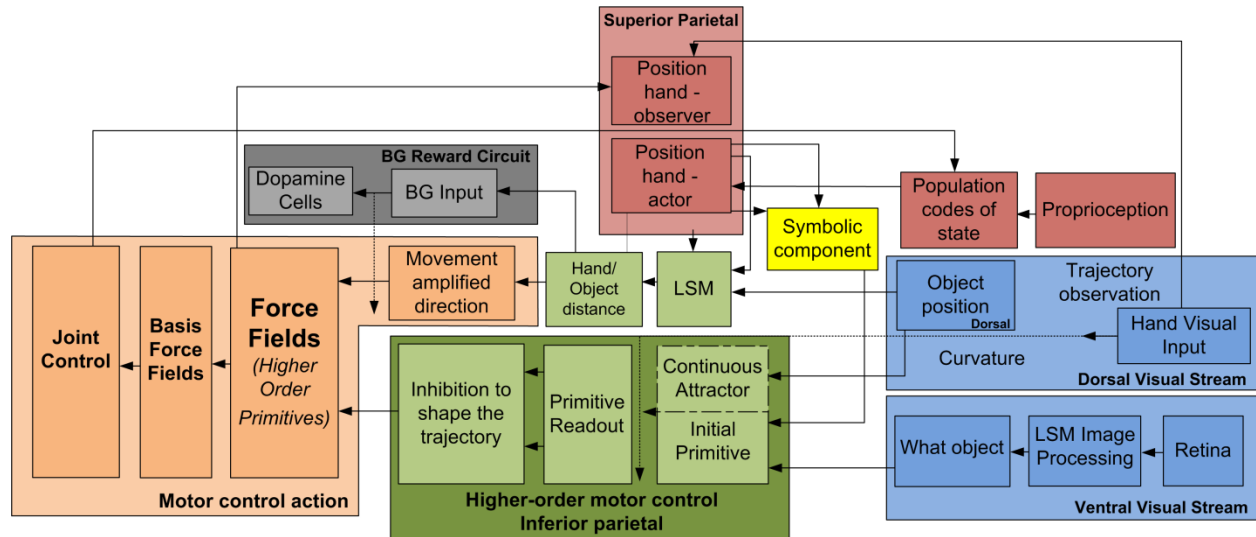 Superior Parietal
Position
hand -
observer
Position
hand -
actor
BG Reward Circuit
Dopamine
Cells
BG Input
Symbolic
component
Population
codes of
state
Proprioception
Joint
Control
Basis
Force
Fields
Force
Fields
(Higher
Order
Primitives)
Movement
amplified
direction
Motor control action
Hand/
Object
distance
LSM
Object
position
Dorsal
Trajectory
observation
Hand Visual
Input
Curvature
Dorsal Visual Stream
Inhibition to
shape the
trajectory
Primitive
Readout
Continuous
Attractor
Initial
Primitive
Higher-order motor control
Inferior parietal
What object
LSM Image
Processing
Retina
Ventral Visual Stream